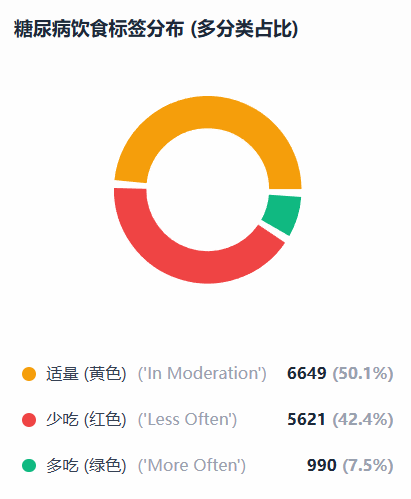 糖尿病饮食标签分布 (多分类占比)
适量 (黄色) ('In Moderation') 6649 (50.1%)
少吃 (红色) ('Less Often') 5621 (42.4%)
多吃 (绿色) ('More Often') 990 (7.5%)